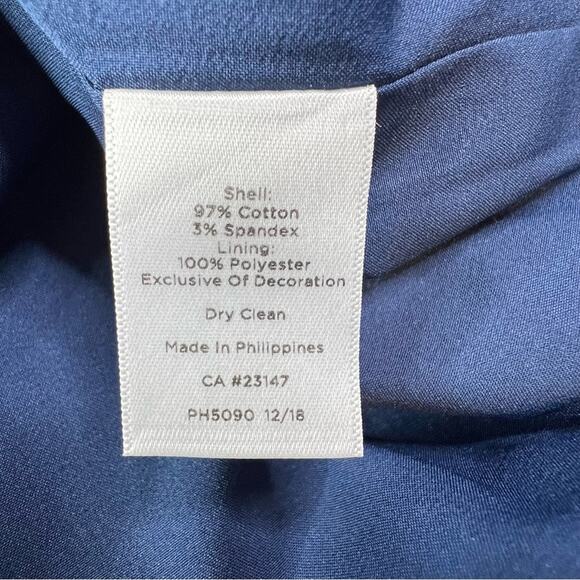 Shell:
97% Cotton
3% Spandex
Lining:
100% Polyester
Exclusive Of Decoration
Dry Clean
Made In Philippines
CA #23147
PH5090 12/18